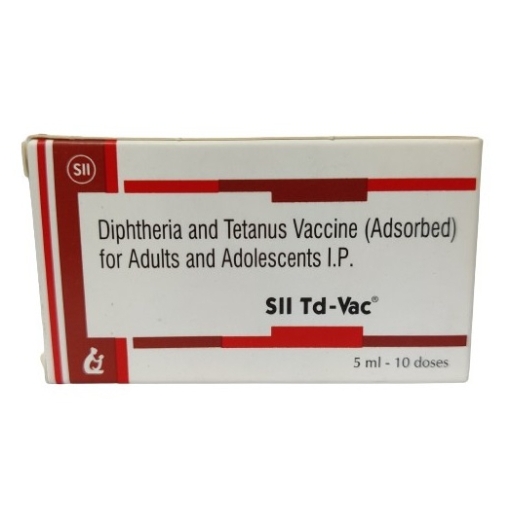 SII
Diphtheria and Tetanus Vaccine (Adsorbed)
for Adults and Adolescents I.P.
SII Td-Vac®
5 ml - 10 doses